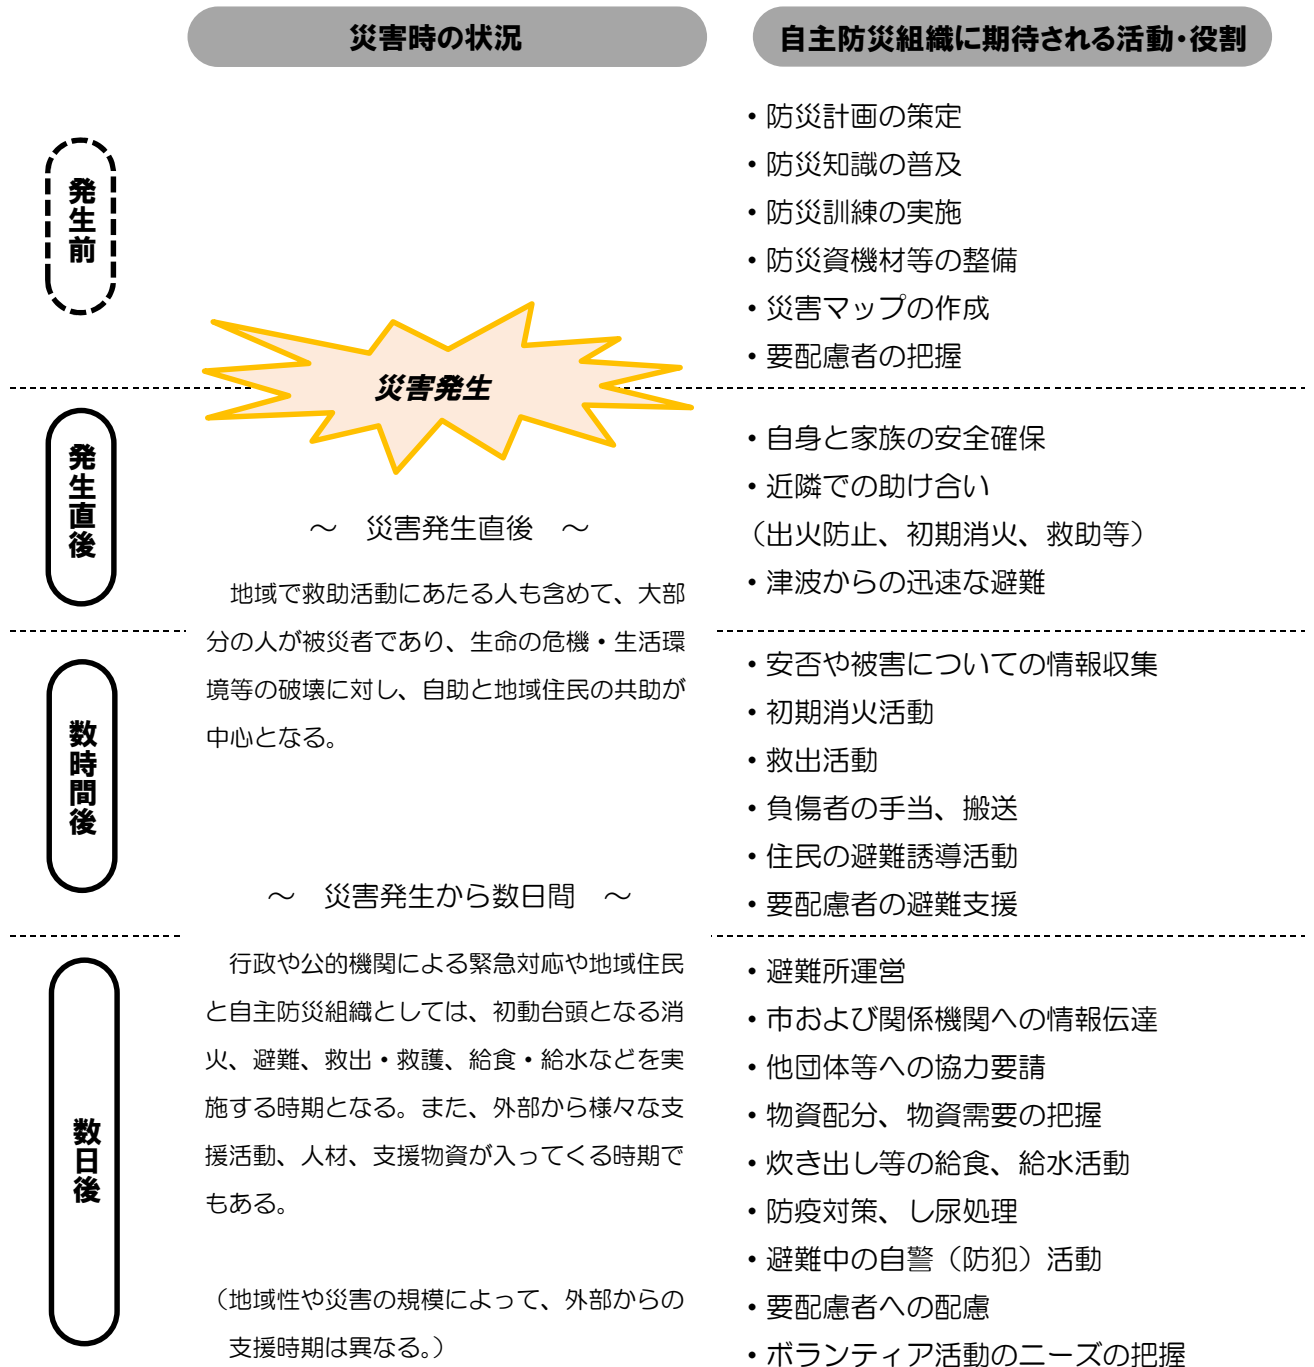 災害時の状況
自主防災組織に期待される活動・役割
発生前
・防災計画の策定
・防災知識の普及
・防災訓練の実施
・防災資機材等の整備
・災害マップの作成
・要配慮者の把握
災害発生
発生直後
・自身と家族の安全確保
・近隣での助け合い
（出火防止、初期消火、救助等）
・津波からの迅速な避難
～　災害発生直後　～
地域で救助活動にあたる人も含めて、大部
分の人が被災者であり、生命の危機・生活環
境等の破壊に対し、自助と地域住民の共助が
中心となる。
数時間後
・安否や被害についての情報収集
・初期消火活動
・救出活動
・負傷者の手当、搬送
・住民の避難誘導活動
・要配慮者の避難支援
～　災害発生から数日間　～
行政や公的機関による緊急対応や地域住民
と自主防災組織としては、初動台頭となる消
火、避難、救出・救護、給食・給水などを実
施する時期となる。また、外部から様々な支
援活動、人材、支援物資が入ってくる時期で
もある。
（地域性や災害の規模によって、外部からの
支援時期は異なる。）
数日後
・避難所運営
・市および関係機関への情報伝達
・他団体等への協力要請
・物資配分、物資需要の把握
・炊き出し等の給食、給水活動
・防疫対策、し尿処理
・避難中の自警（防犯）活動
・要配慮者への配慮
・ボランティア活動のニーズの把握